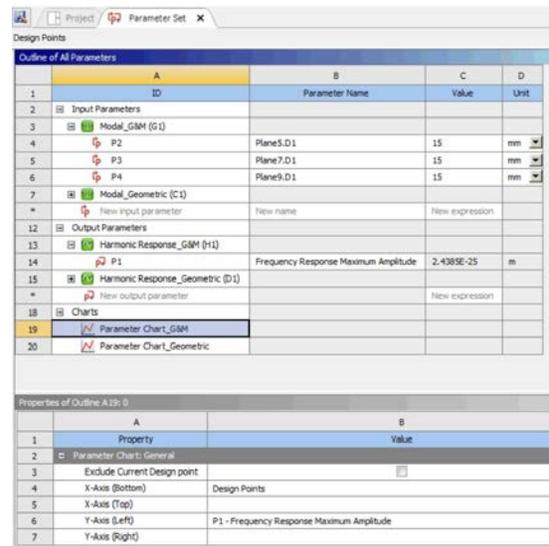 Project Parameter Set X
Design Points
Outline of All Parameters
A B C D
1 ID Parameter Name Value Unit
2 Input Parameters
3 Modal_G&M (G1)
4 P2 Plane5.D1 15 mm
5 P3 Plane7.D1 15 mm
6 P4 Plane9.D1 15 mm
7 Modal_Geometric (C1)
* New input parameter New name New expression
12 Output Parameters
13 Harmonic Response_G&M (H1)
14 P1 Frequency Response Maximum Amplitude 2.4385E-25 m
15 Harmonic Response_Geometric (D1)
* New output parameter New expression
18 Charts
19 Parameter Chart_G&M
20 Parameter Chart_Geometric
Properties of Outline A19: 0
A B
1 Property Value
2 Parameter Chart: General
3 Exclude Current Design point
4 X-Axis (Bottom) Design Points
5 X-Axis (Top)
6 Y-Axis (Left) P1 - Frequency Response Maximum Amplitude
7 Y-Axis (Right)